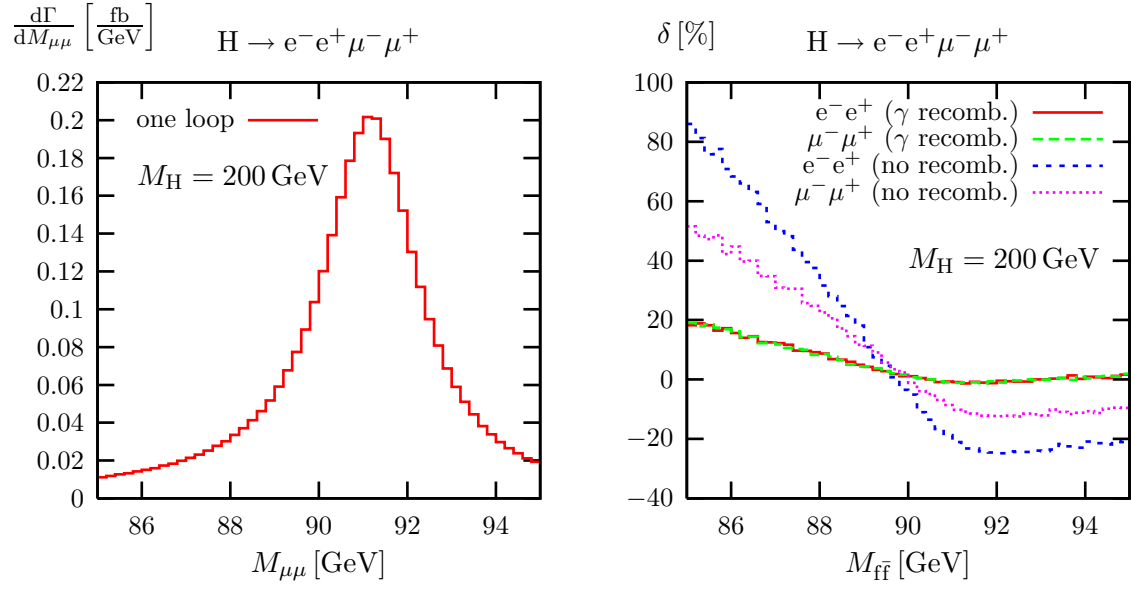 dΓ/dM_μμ [fb/GeV]
H → e⁻e⁺μ⁻μ⁺
0.22
0.2
0.18
0.16
0.14
0.12
0.1
0.08
0.06
0.04
0.02
0
one loop
M_H = 200 GeV
86 88 90 92 94
M_μμ [GeV]
δ [%]
H → e⁻e⁺μ⁻μ⁺
100
80
60
40
20
0
−20
−40
e⁻e⁺ (γ recomb.)
μ⁻μ⁺ (γ recomb.)
e⁻e⁺ (no recomb.)
μ⁻μ⁺ (no recomb.)
M_H = 200 GeV
86 88 90 92 94
M_ff̄ [GeV]